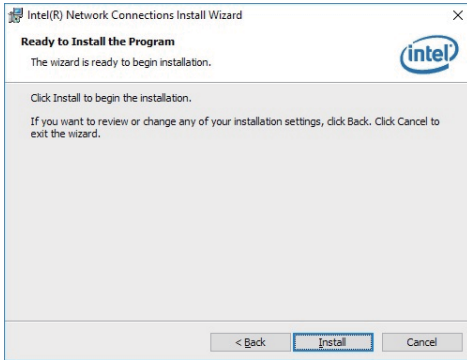 Intel(R) Network Connections Install Wizard
Ready to Install the Program
The wizard is ready to begin installation.
intel
Click Install to begin the installation.
If you want to review or change any of your installation settings, click Back. Click Cancel to
exit the wizard.
< Back
Install
Cancel